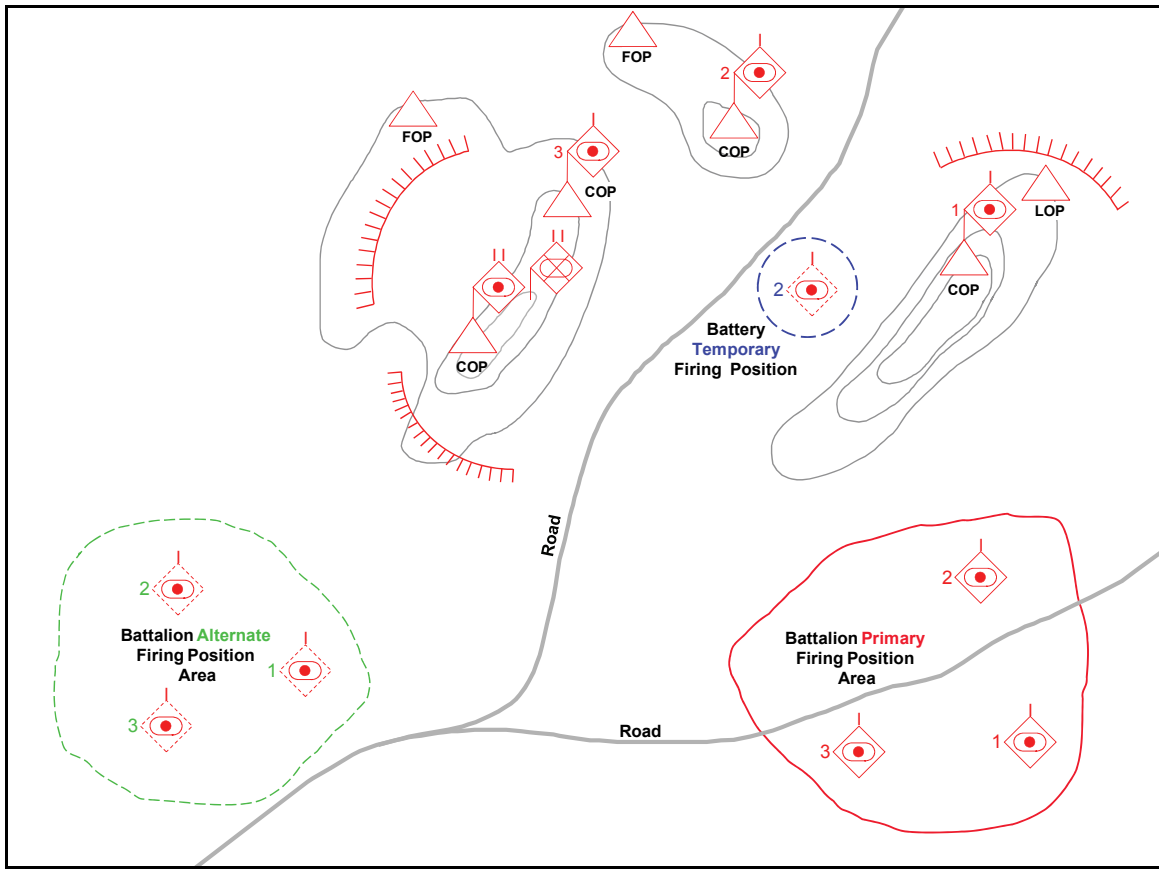 FOP
2
COP
FOP
3
COP
1
LOP
COP
2
COP
Battery
Temporary
Firing Position
Road
2
Battalion Alternate
Firing Position
Area
1
3
2
Battalion Primary
Firing Position
Area
Road
3
1